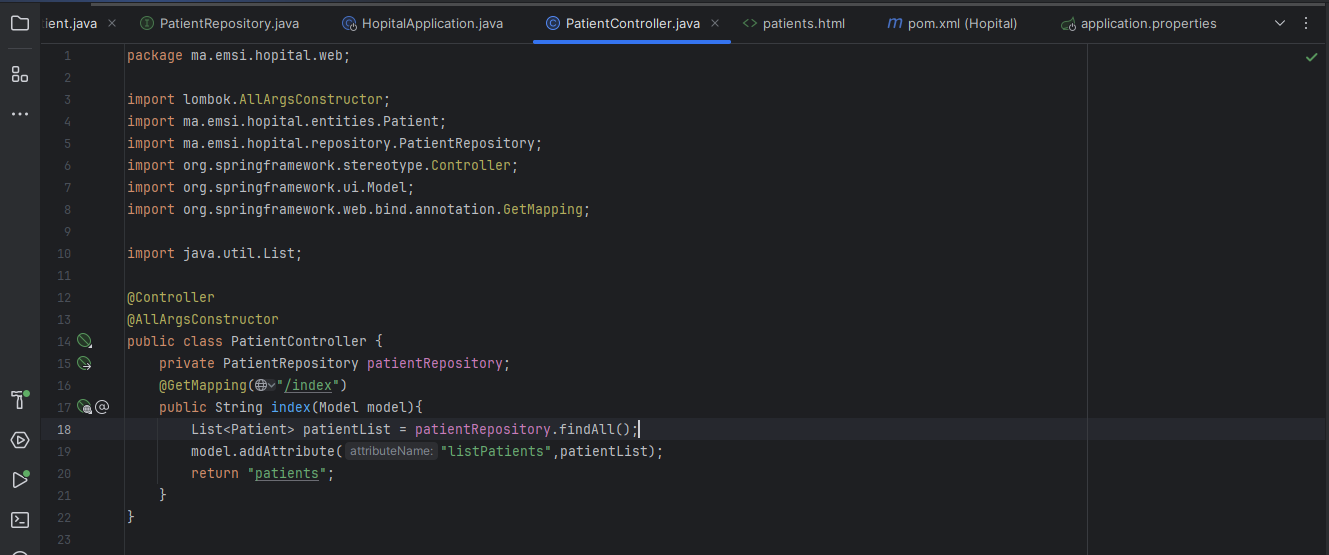 ient.java PatientRepository.java HopitalApplication.java PatientController.java patients.html pom.xml (Hopital) application.properties
1 package ma.emsi.hopital.web;
2
3 import lombok.AllArgsConstructor;
4 import ma.emsi.hopital.entities.Patient;
5 import ma.emsi.hopital.repository.PatientRepository;
6 import org.springframework.stereotype.Controller;
7 import org.springframework.ui.Model;
8 import org.springframework.web.bind.annotation.GetMapping;
9
10 import java.util.List;
11
12 @Controller
13 @AllArgsConstructor
14 public class PatientController {
15     private PatientRepository patientRepository;
16     @GetMapping("/index")
17     public String index(Model model){
18         List<Patient> patientList = patientRepository.findAll();
19         model.addAttribute( attributeName: "listPatients",patientList);
20         return "patients";
21     }
22 }
23